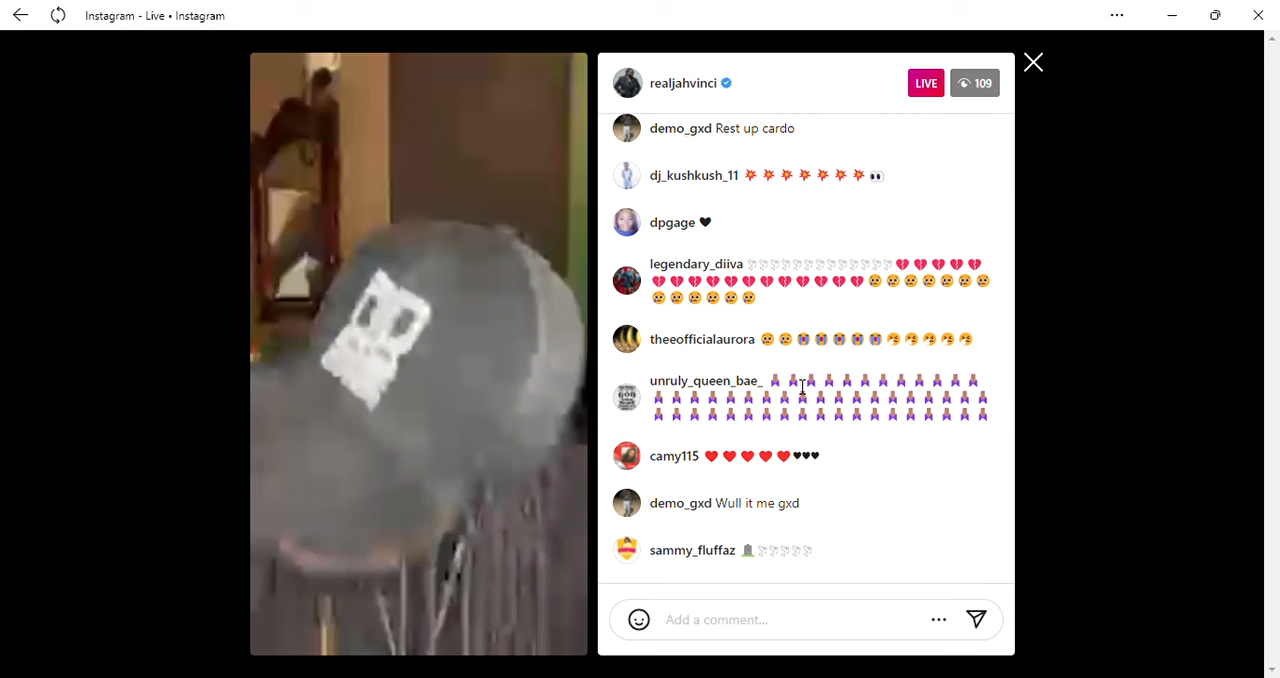 Instagram - Live • Instagram
realjahvinci LIVE 109
demo_gxd Rest up cardo
dj_kushkush_11 💥💥💥💥💥💥💥👀
dpgage 🖤
legendary_diiva 🕊🕊🕊🕊🕊🕊🕊🕊🕊🕊🕊🕊🕊💔💔💔💔💔
💔💔💔💔💔💔💔💔💔💔💔💔😢😢😢😢😢😢😢
😢😢😢😢😢😢
theeofficialaurora 😢😢😭😭😭😭😭🤧🤧🤧🤧🤧
unruly_queen_bae_ 🙏🏽🙏🏽🙏🏽🙏🏽🙏🏽🙏🏽🙏🏽🙏🏽🙏🏽🙏🏽🙏🏽🙏🏽
🙏🏽🙏🏽🙏🏽🙏🏽🙏🏽🙏🏽🙏🏽🙏🏽🙏🏽🙏🏽🙏🏽🙏🏽🙏🏽🙏🏽🙏🏽🙏🏽🙏🏽🙏🏽🙏🏽
🙏🏽🙏🏽🙏🏽🙏🏽🙏🏽🙏🏽🙏🏽🙏🏽🙏🏽🙏🏽🙏🏽🙏🏽🙏🏽🙏🏽🙏🏽🙏🏽🙏🏽🙏🏽🙏🏽
camy115 ❤️❤️❤️❤️❤️♥♥♥
demo_gxd Wull it me gxd
sammy_fluffaz 🪦🕊🕊🕊🕊🕊
Add a comment...